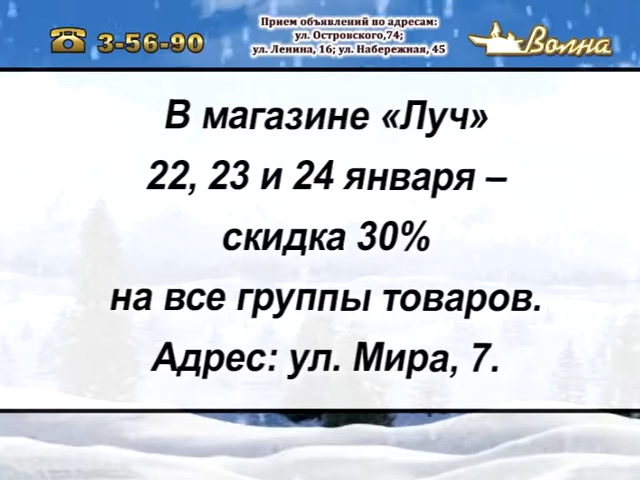 3-56-90
Прием объявлений по адресам:
ул. Островского,74;
ул. Ленина, 16; ул. Набережная, 45
Волна
В магазине «Луч»
22, 23 и 24 января –
скидка 30%
на все группы товаров.
Адрес: ул. Мира, 7.